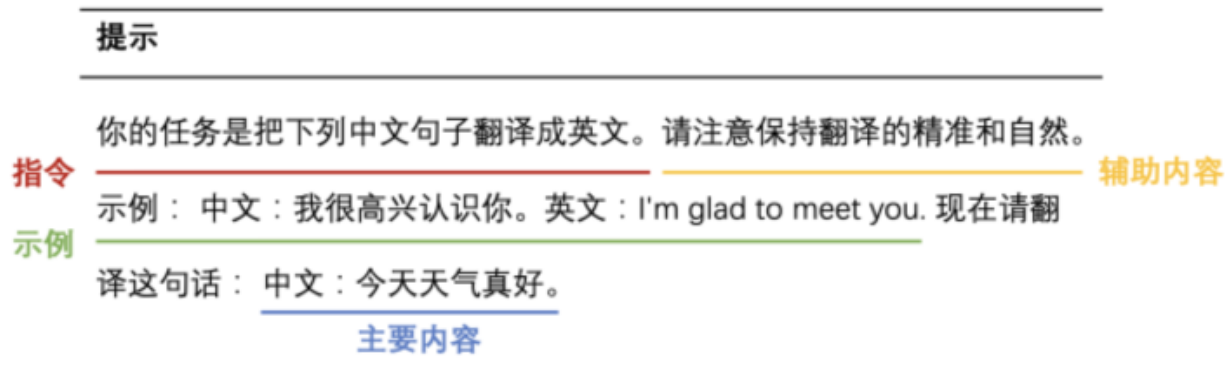 提示
你的任务是把下列中文句子翻译成英文。请注意保持翻译的精准和自然。
指令
辅助内容
示例： 中文：我很高兴认识你。英文：I'm glad to meet you. 现在请翻
示例
译这句话： 中文：今天天气真好。
主要内容